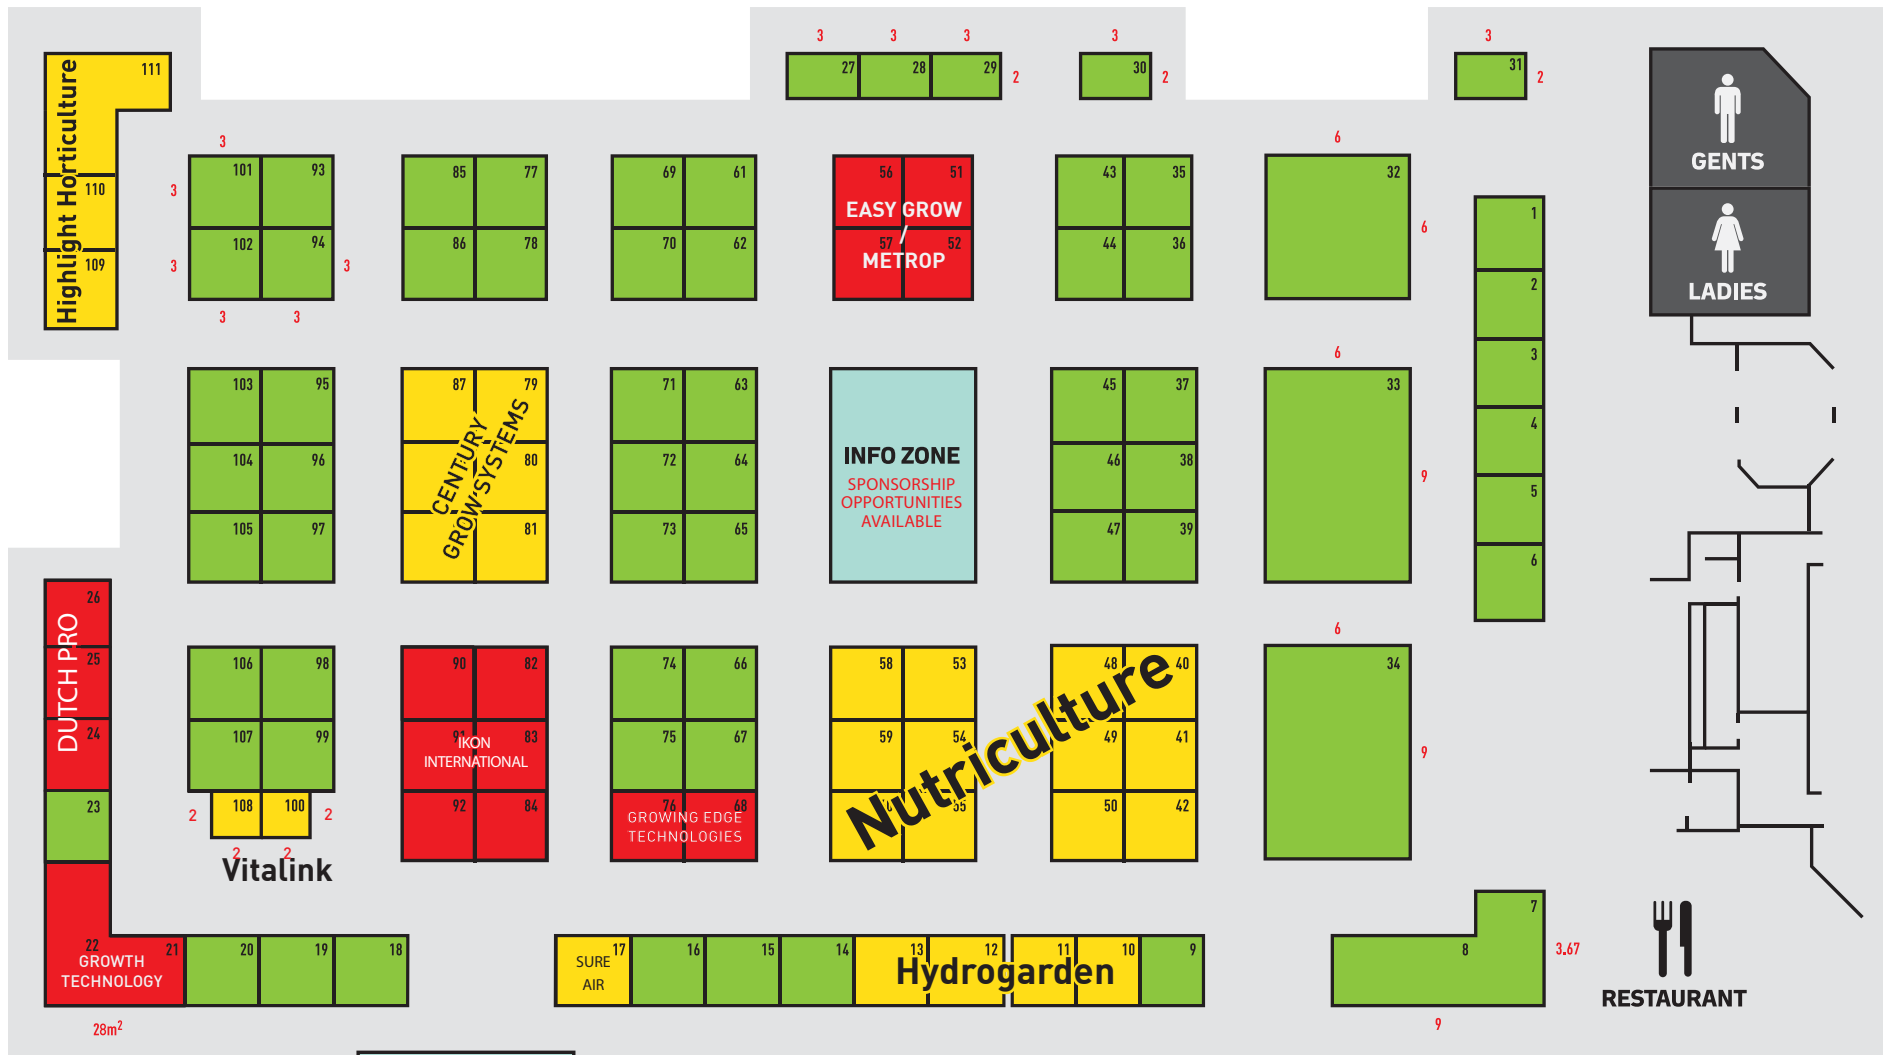 3 3 3 3 3
111 27 28 29 2 30 2 31 2
Highlight Horticulture
110
109
GENTS
LADIES
3 6
101 93 85 77 69 61 56 51 43 35 32
3
EASY GROW
/
METROP
102 94 86 78 70 62 57 52 44 36
3 3 6
3 3
1
2
3
4
5
6
6 6
103 95 87 79 71 63 45 37 33
CENTURY
GROW'SYSTEMS
104 96 80 72 64 46 38
INFO ZONE
SPONSORSHIP
OPPORTUNITIES
AVAILABLE
9
105 97 81 73 65 47 39
26
25
24
DUTCH PRO
23
106 98 90 82 74 66 58 53 48 40 34
107 99 91 83 75 67 59 54 49 41
IKON
INTERNATIONAL
Nutriculture
9
2 108 100 2 92 84 76 68 55 50 42
GROWING EDGE
TECHNOLOGIES
2 2
Vitalink
7
22 21 20 19 18 17 16 15 14 13 12 11 10 9 8
GROWTH
TECHNOLOGY
SURE
AIR
Hydrogarden
3.67
RESTAURANT
28m²
9